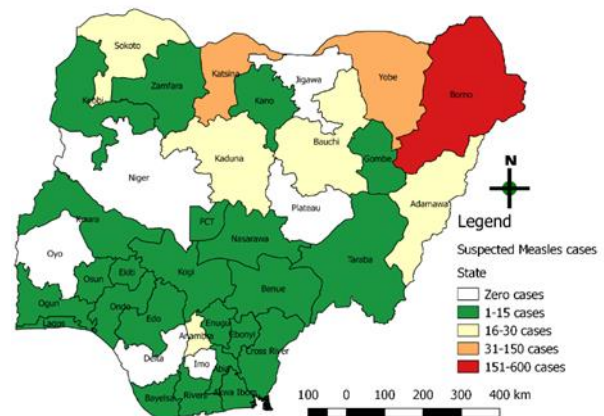 Sokoto
Katsina
Jigawa
Yobe
Borno
Kebbi
Zamfara
Kano
Bauchi
Gombe
Kaduna
Niger
Adamawa
Plateau
FCT
Kwara
Nasarawa
Taraba
Oyo
Kogi
Benue
Osun
Ekiti
Ogun
Ondo
Edo
Lagos
Enugu
Anambra
Ebonyi
Cross River
Delta
Imo
Abia
Bayelsa
Rivers
Akwa Ibom
N
Legend
Suspected Measles cases
State
Zero cases
1-15 cases
16-30 cases
31-150 cases
151-600 cases
100 0 100 200 300 400 km